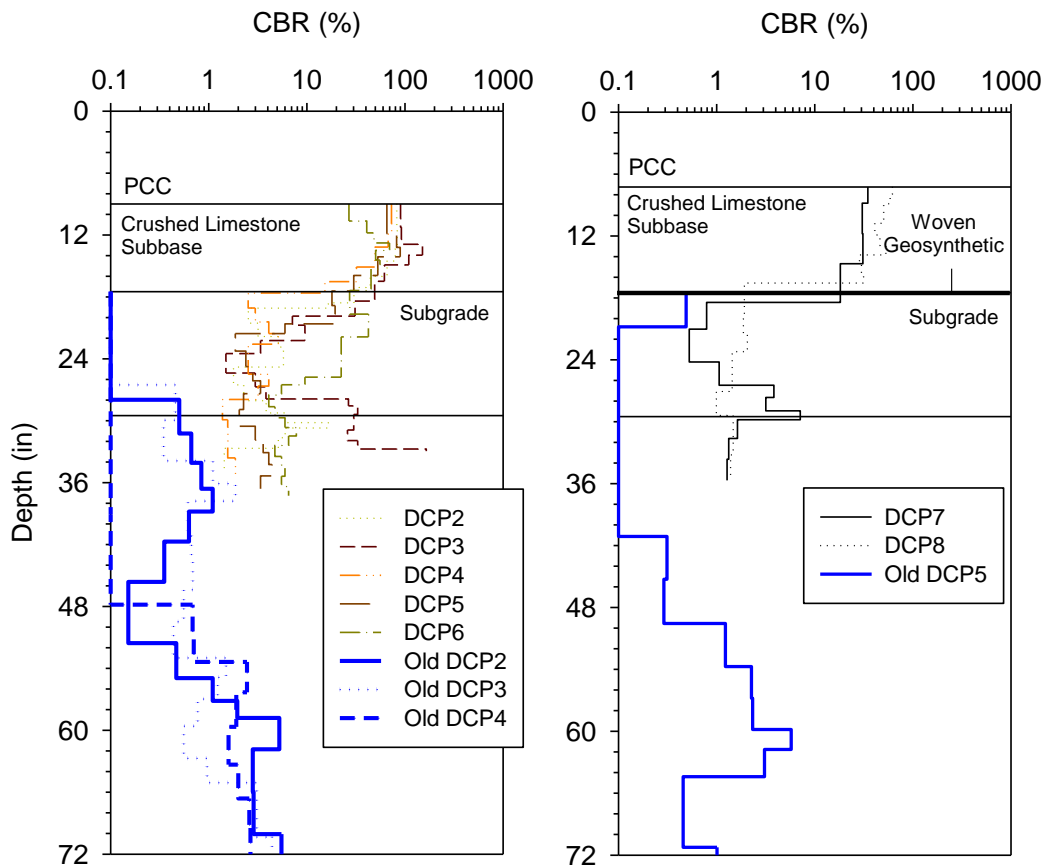 CBR (%)
0.1 1 10 100 1000
Depth (in)
0
12
24
36
48
60
72
PCC
Crushed Limestone
Subbase
Subgrade
DCP2
DCP3
DCP4
DCP5
DCP6
Old DCP2
Old DCP3
Old DCP4
CBR (%)
0.1 1 10 100 1000
0
12
24
36
48
60
72
PCC
Crushed Limestone
Subbase
Woven
Geosynthetic
Subgrade
DCP7
DCP8
Old DCP5